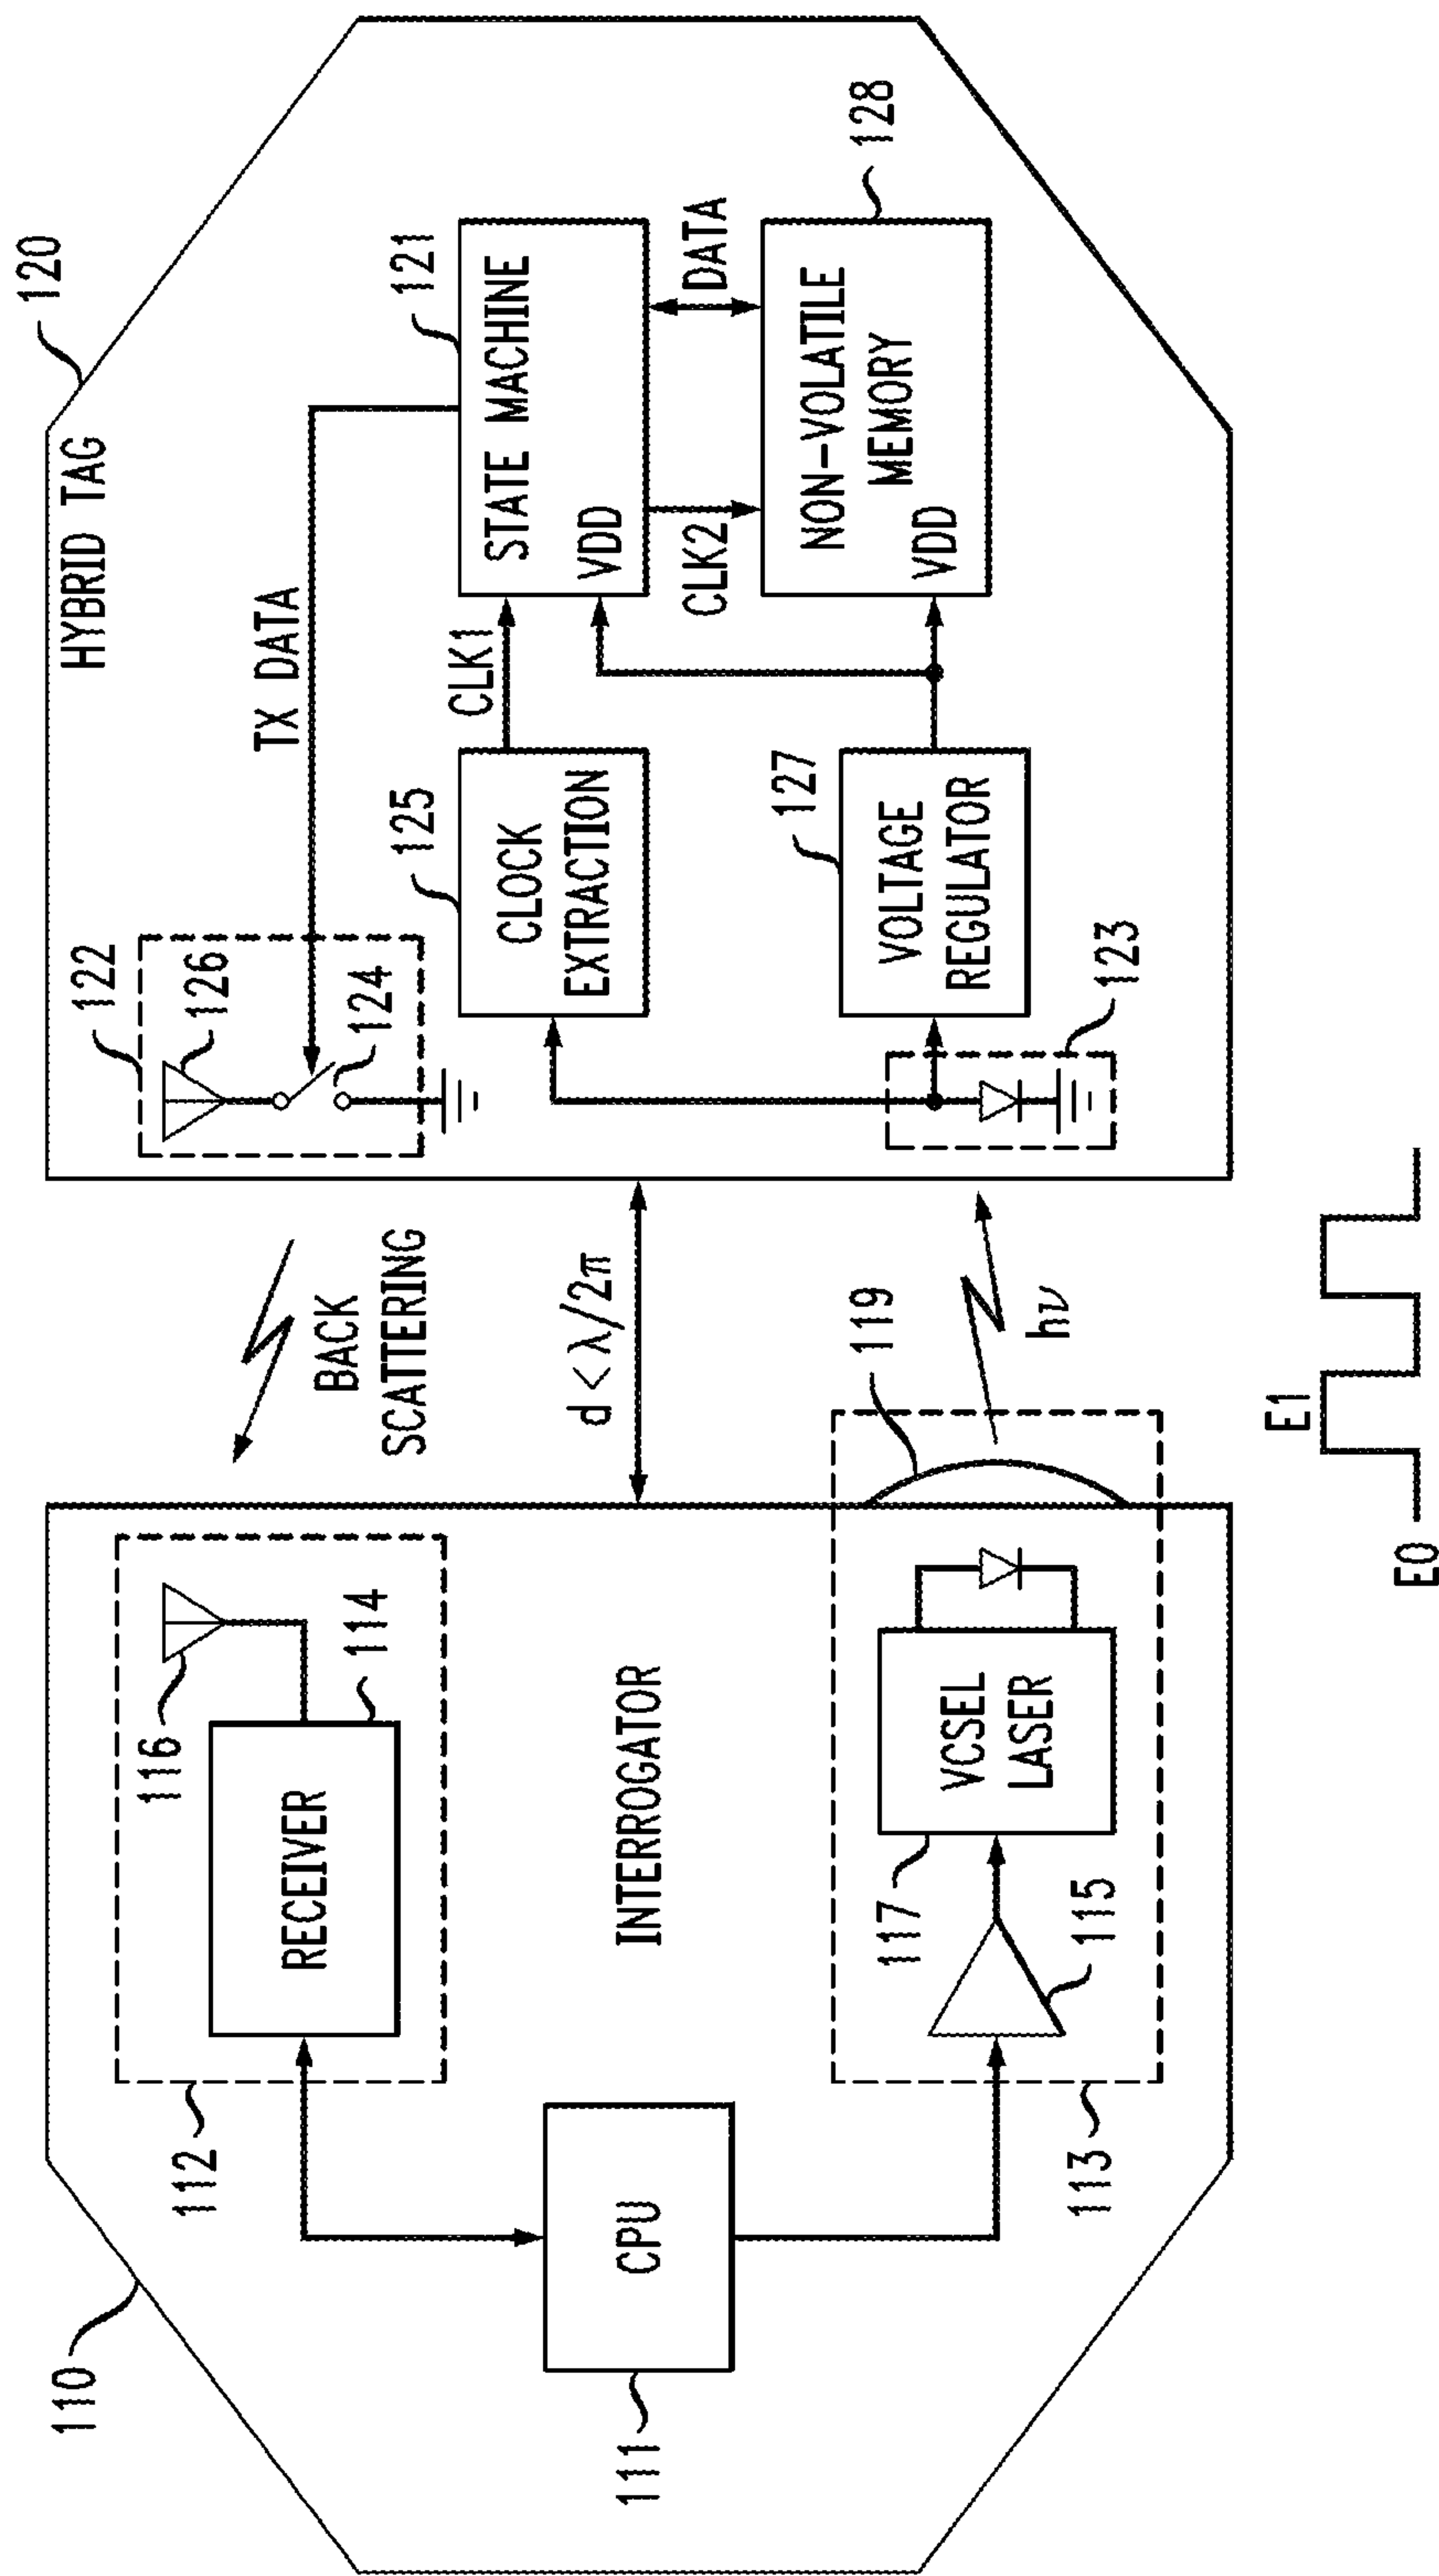 110
112
116
RECEIVER
114
111
CPU
INTERROGATOR
113
115
117
VCSEL
LASER
119
BACK
SCATTERING
d < λ/2π
hν
E0
E1
120
HYBRID TAG
122
126
124
TX DATA
125
CLOCK
EXTRACTION
CLK1
121
STATE MACHINE
VDD
CLK2
DATA
127
VOLTAGE
REGULATOR
123
128
NON-VOLATILE
MEMORY
VDD